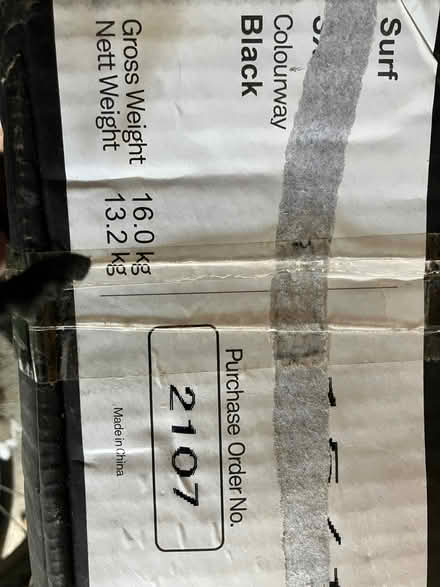 Surf
Colourway
Black
Gross Weight 16.0 kg
Nett Weight 13.2 kg
Purchase Order No.
2107
Made in China